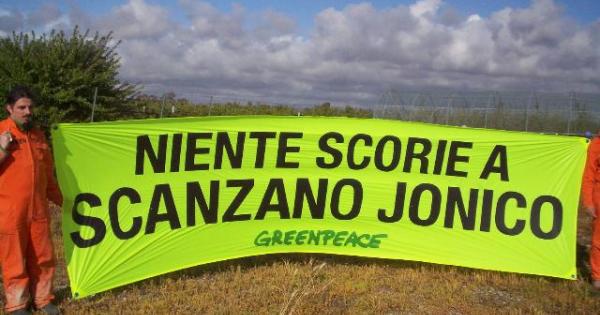 NIENTE SCORIE A
SCANZANO JONICO
GREENPEACE